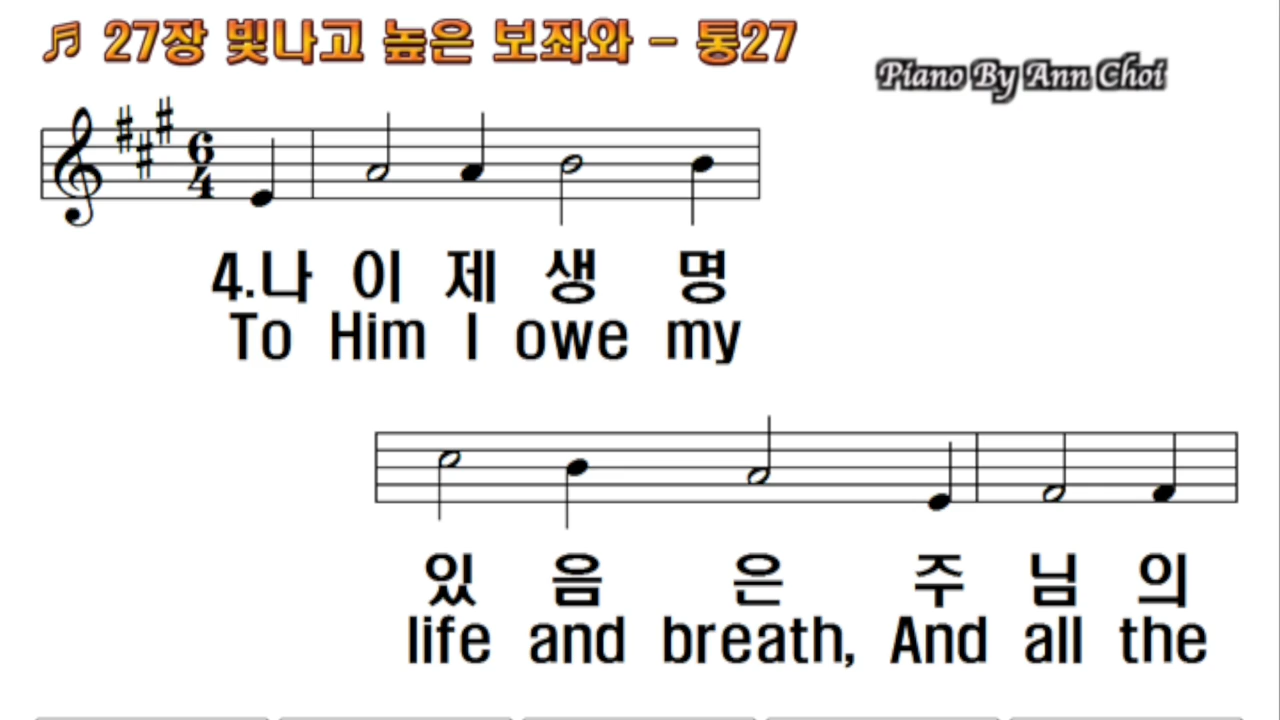 ♬ 27장 빛나고 높은 보좌와 - 통27
Piano By Ann Choi
6
4
4.나 이 제 생 명
To Him I owe my
있 음 은 주 님 의
life and breath, And all the